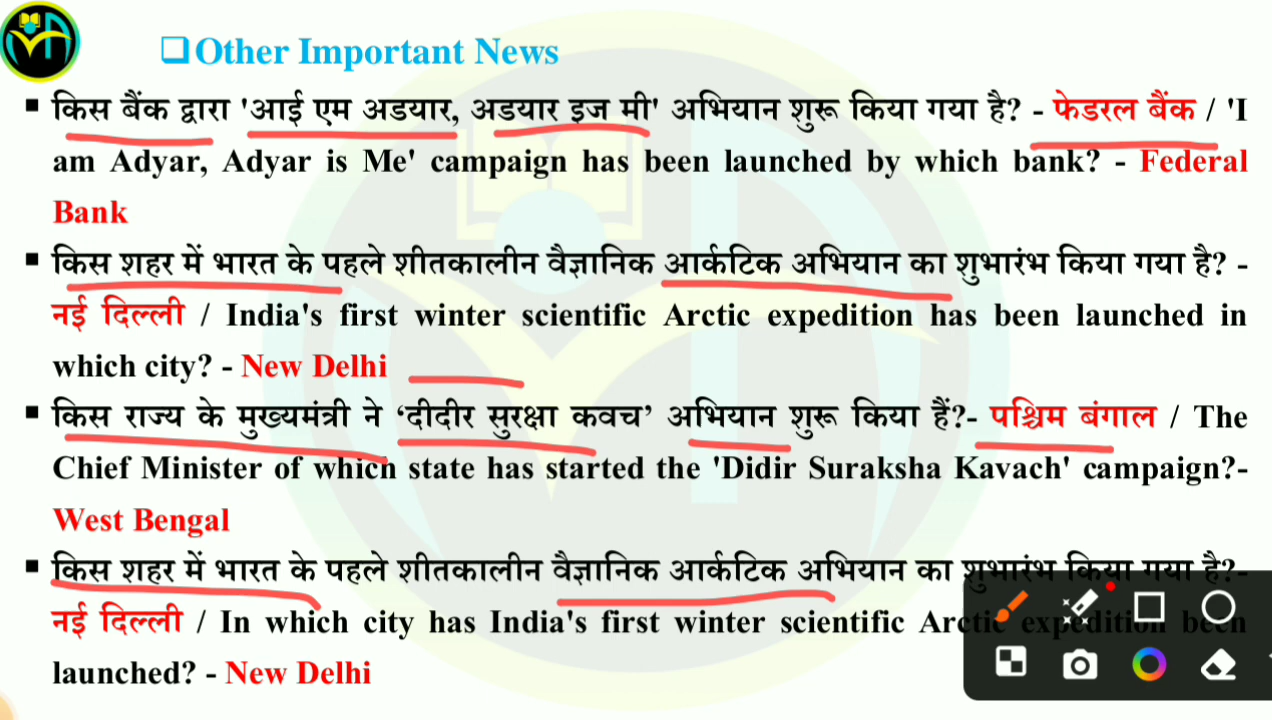 ❑Other Important News
▪ किस बैंक द्वारा 'आई एम अडयार, अडयार इज मी' अभियान शुरू किया गया है? - फेडरल बैंक / 'I
am Adyar, Adyar is Me' campaign has been launched by which bank? - Federal
Bank
▪ किस शहर में भारत के पहले शीतकालीन वैज्ञानिक आर्कटिक अभियान का शुभारंभ किया गया है? -
नई दिल्ली / India's first winter scientific Arctic expedition has been launched in
which city? - New Delhi
▪ किस राज्य के मुख्यमंत्री ने ‘दीदीर सुरक्षा कवच’ अभियान शुरू किया हैं?- पश्चिम बंगाल / The
Chief Minister of which state has started the 'Didir Suraksha Kavach' campaign?-
West Bengal
▪ किस शहर में भारत के पहले शीतकालीन वैज्ञानिक आर्कटिक अभियान का शुभारंभ किया गया है?-
नई दिल्ली / In which city has India's first winter scientific Arctic expedition been
launched? - New Delhi